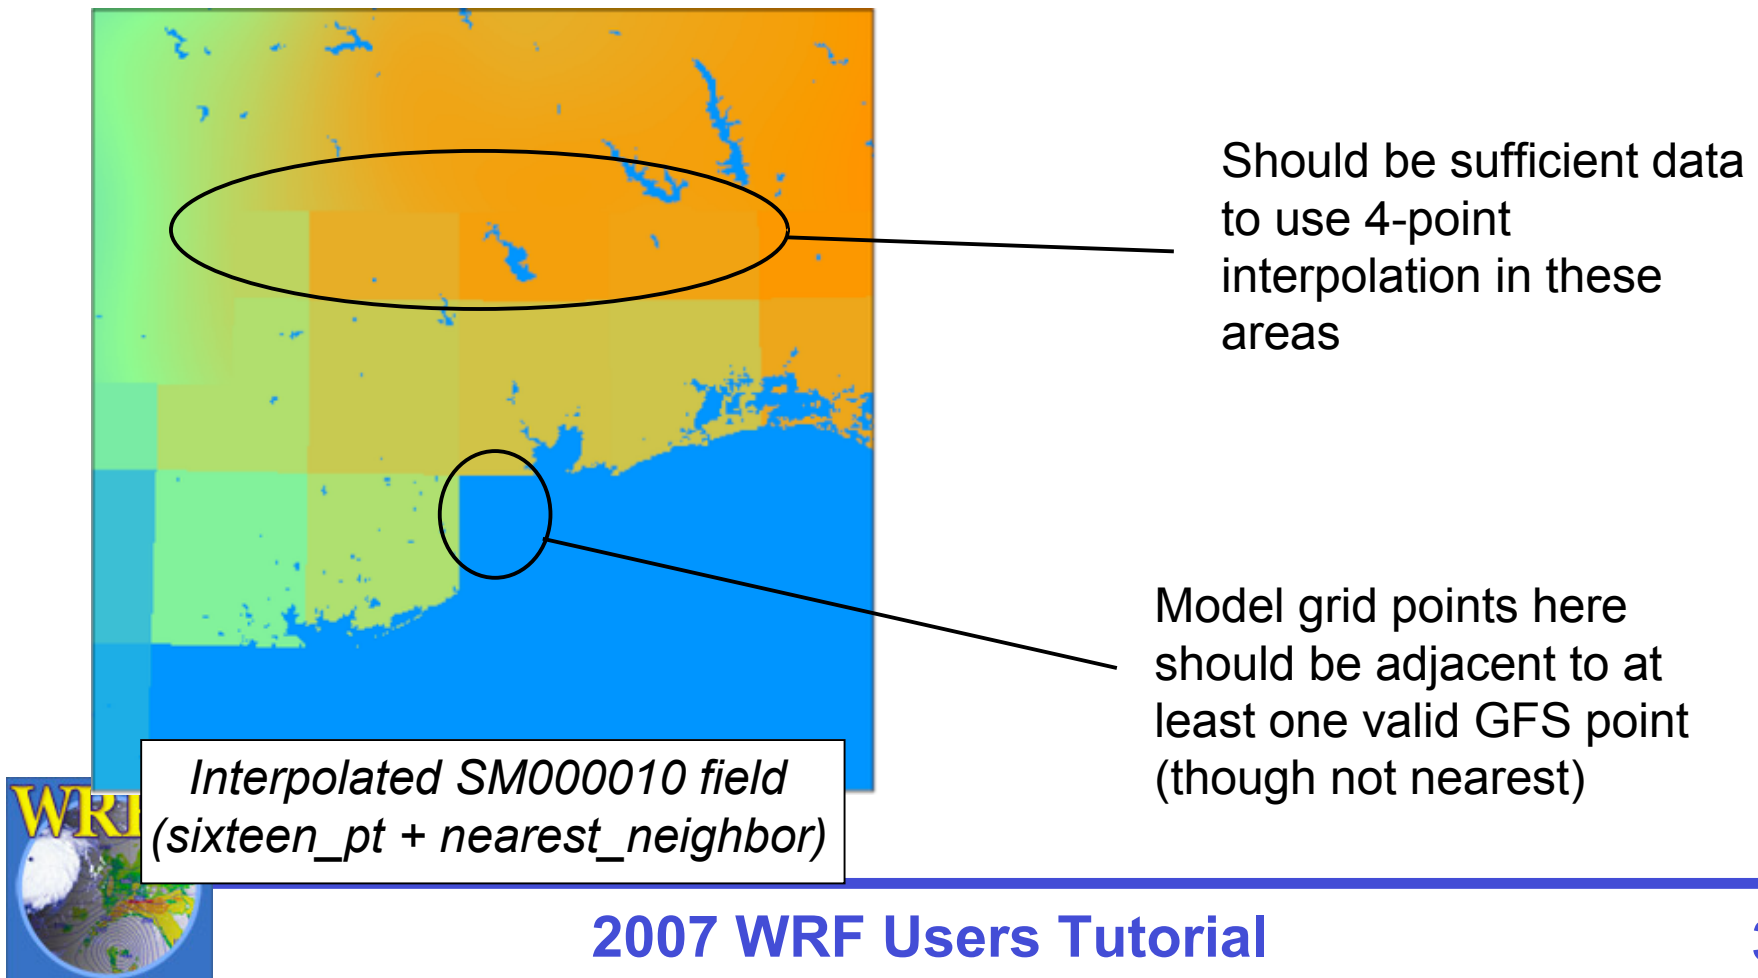 Should be sufficient data
to use 4-point
interpolation in these
areas
Model grid points here
should be adjacent to at
least one valid GFS point
(though not nearest)
Interpolated SM000010 field
(sixteen_pt + nearest_neighbor)
WRF
2007 WRF Users Tutorial